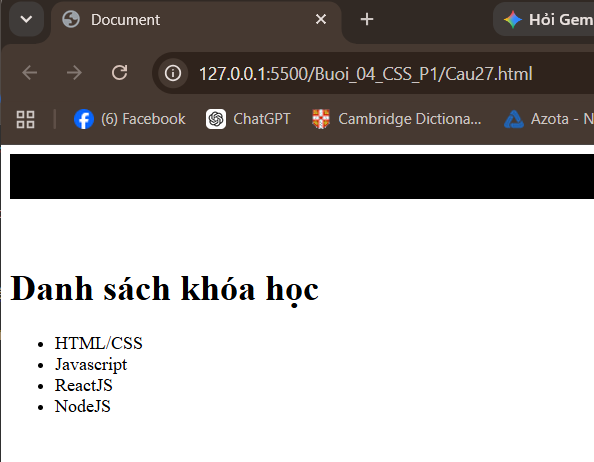 Document
Hỏi Gem
127.0.0.1:5500/Buoi_04_CSS_P1/Cau27.html
(6) Facebook ChatGPT Cambridge Dictiona... Azota - N
Danh sách khóa học
HTML/CSS
Javascript
ReactJS
NodeJS